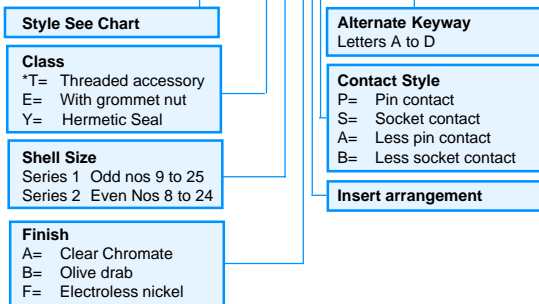 Style See Chart
Class
*T= Threaded accessory
E= With grommet nut
Y= Hermetic Seal
Shell Size
Series 1 Odd nos 9 to 25
Series 2 Even Nos 8 to 24
Finish
A= Clear Chromate
B= Olive drab
F= Electroless nickel
Alternate Keyway
Letters A to D
Contact Style
P= Pin contact
S= Socket contact
A= Less pin contact
B= Less socket contact
Insert arrangement